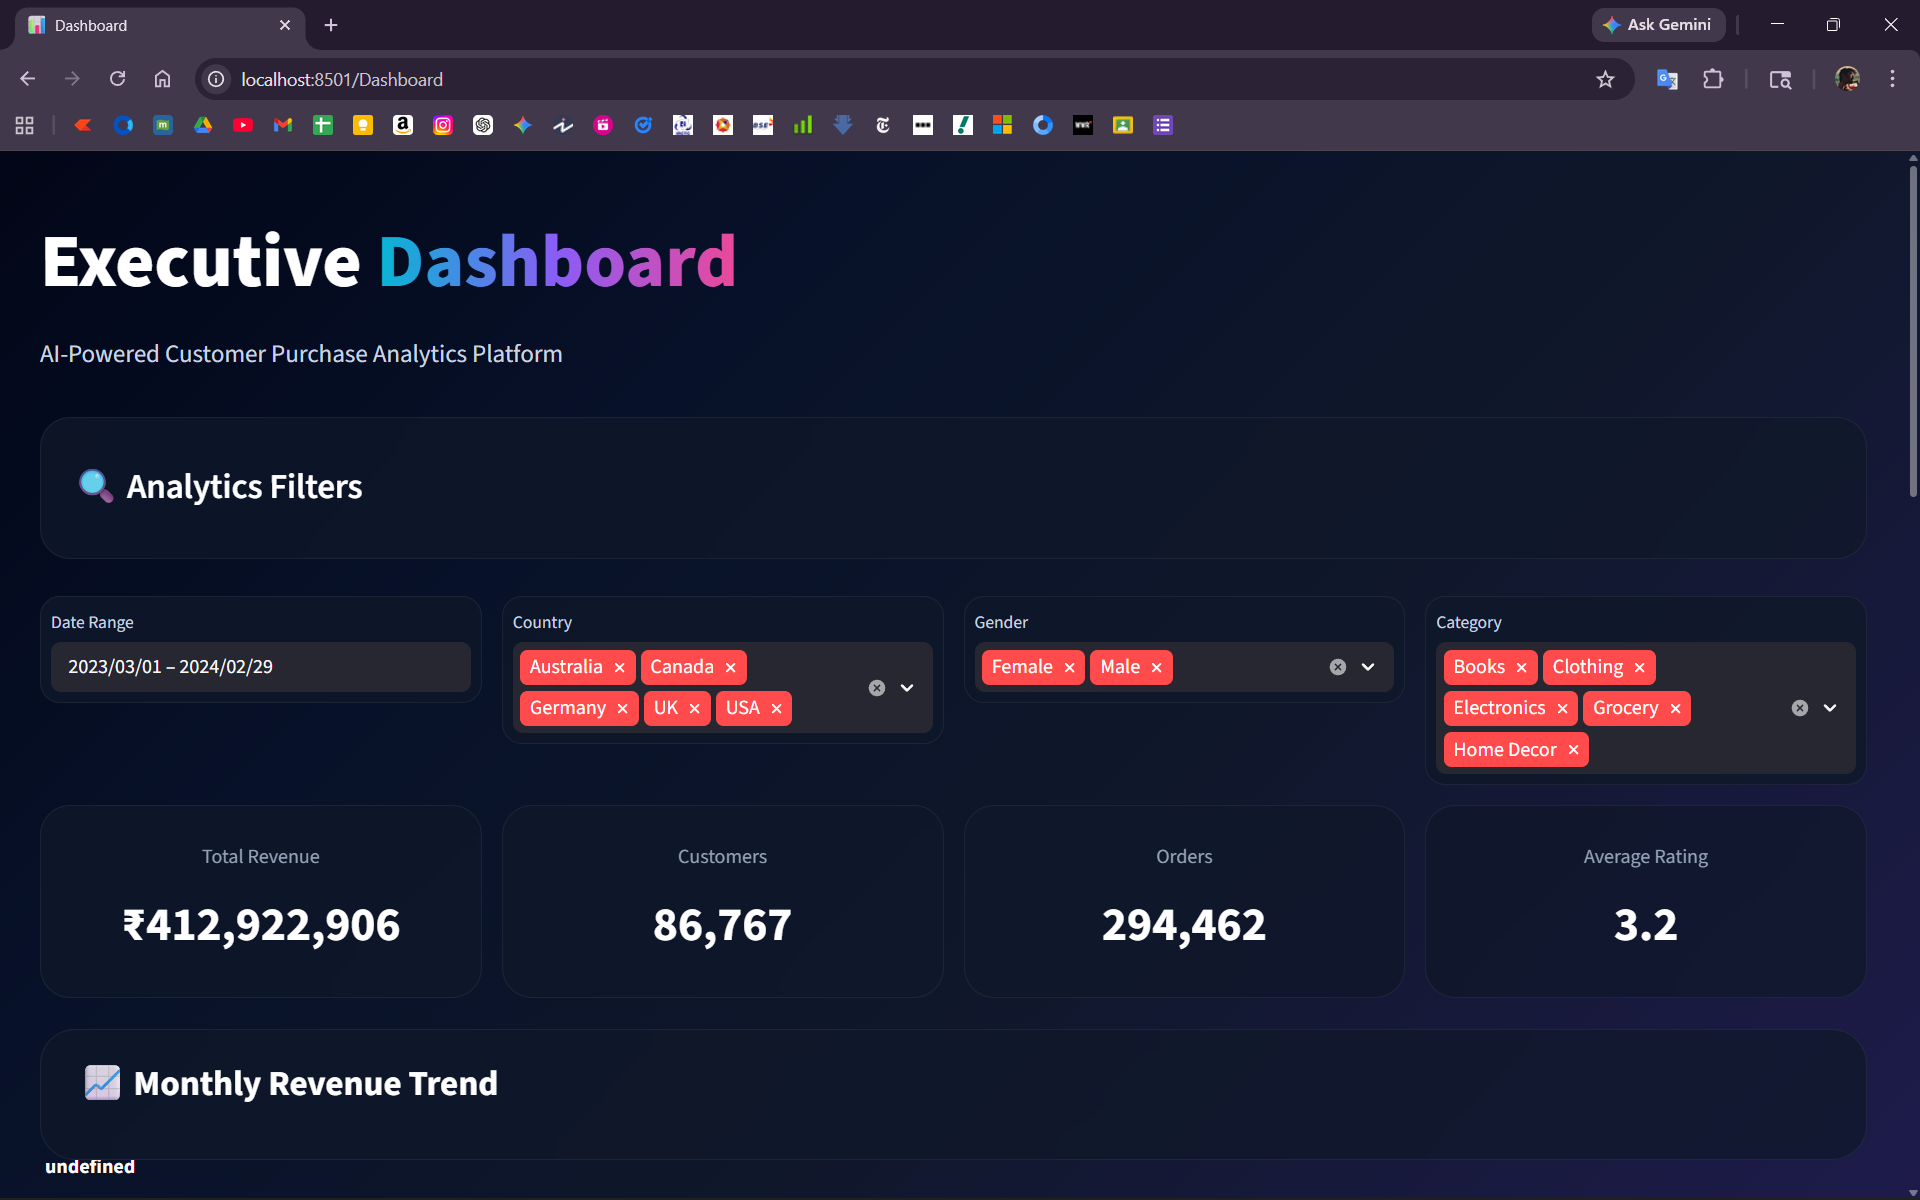 Dashboard
Ask Gemini
localhost:8501/Dashboard
Executive Dashboard
AI-Powered Customer Purchase Analytics Platform
Analytics Filters
Date Range
2023/03/01 – 2024/02/29
Country
Australia
Canada
Germany
UK
USA
Gender
Female
Male
Category
Books
Clothing
Electronics
Grocery
Home Decor
Total Revenue
₹412,922,906
Customers
86,767
Orders
294,462
Average Rating
3.2
Monthly Revenue Trend
undefined